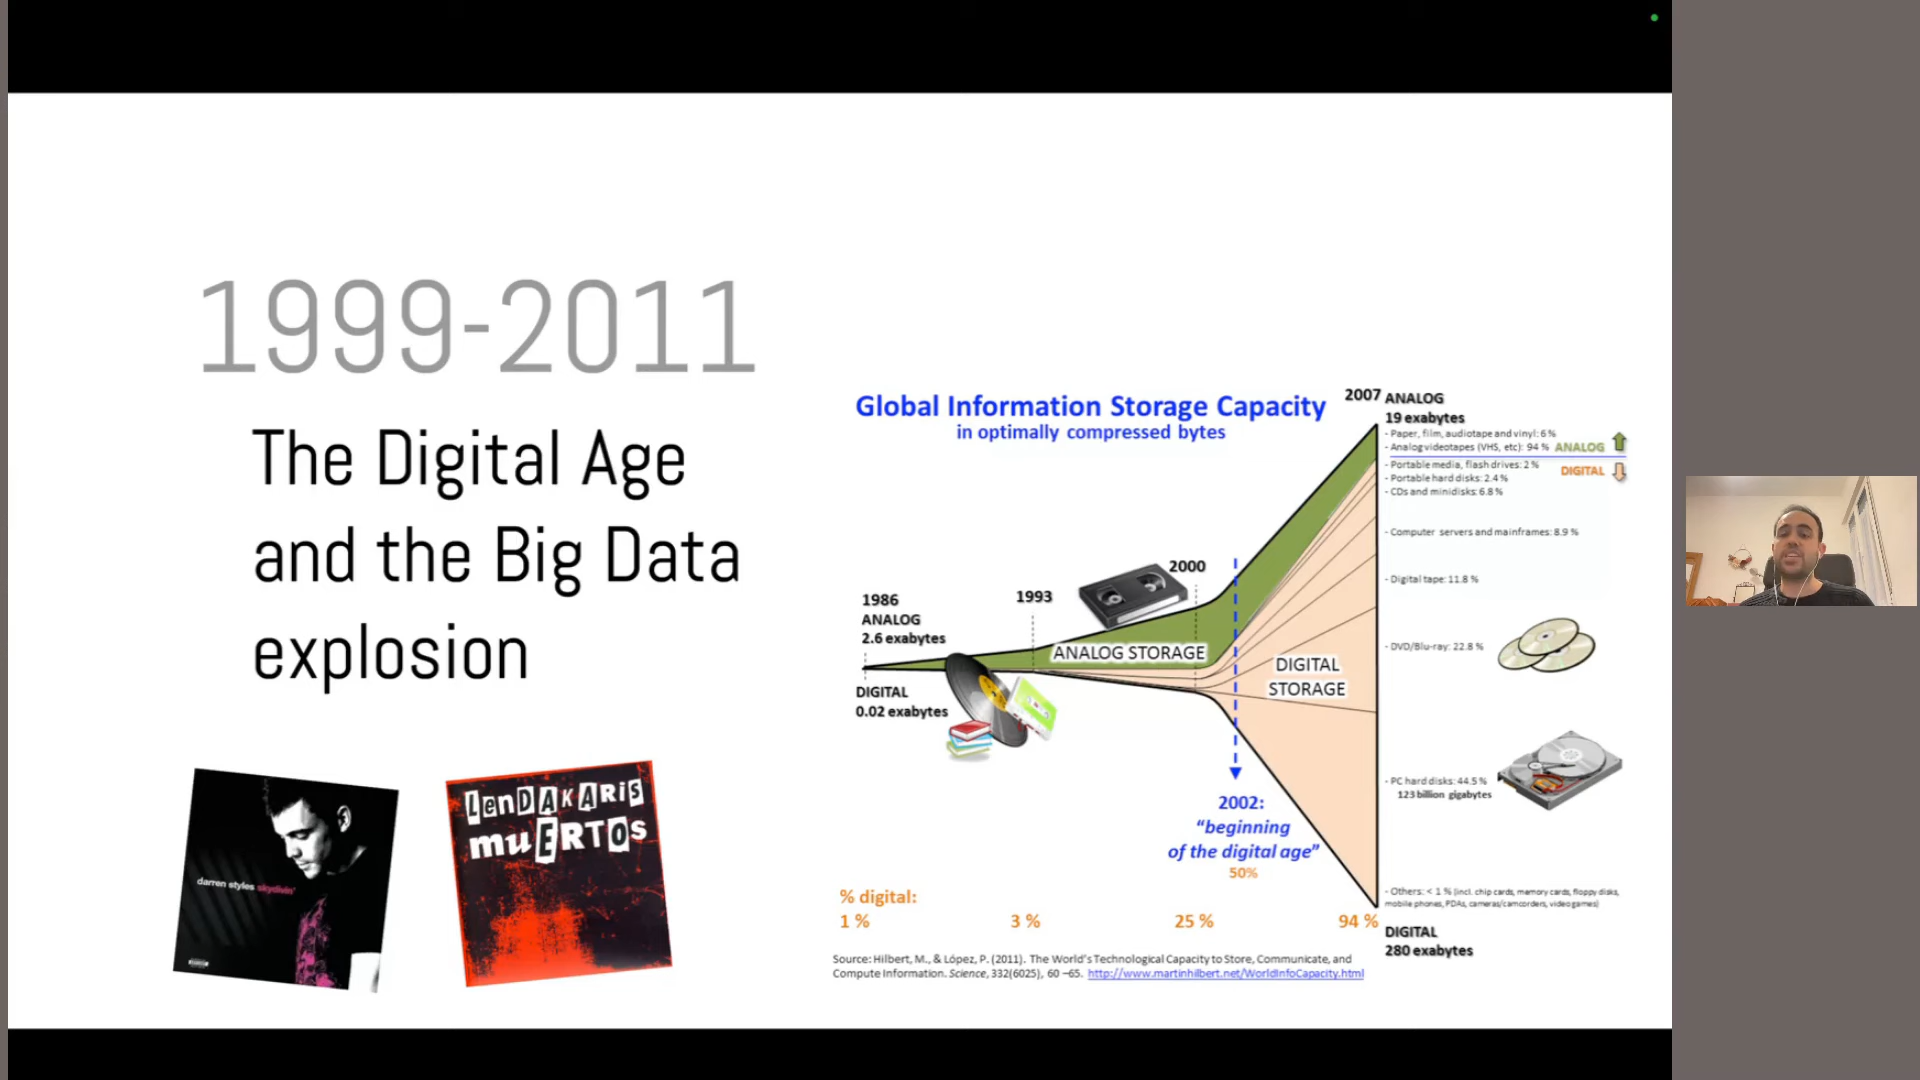 1999-2011
The Digital Age
and the Big Data
explosion
darren styles skydivin'
LenDAKARiS
muERTOS
Global Information Storage Capacity
in optimally compressed bytes
1986
ANALOG
2.6 exabytes
DIGITAL
0.02 exabytes
1993
2000
ANALOG STORAGE
DIGITAL
STORAGE
2002:
“beginning
of the digital age”
50%
2007
ANALOG
19 exabytes
- Paper, film, audiotape and vinyl: 6 %
- Analog videotapes (VHS, etc): 94 %
ANALOG
DIGITAL
- Portable media, flash drives: 2 %
- Portable hard disks: 2.4 %
- CDs and minidisks: 6.8 %
- Computer servers and mainframes: 8.9 %
- Digital tape: 11.8 %
- DVD/Blu-ray: 22.8 %
- PC hard disks: 44.5 %
123 billion gigabytes
- Others: < 1 % (incl. chip cards, memory cards, floppy disks,
mobile phones, PDAs, cameras/camcorders, video games)
DIGITAL
280 exabytes
% digital:
1 %
3 %
25 %
94 %
Source: Hilbert, M., & López, P. (2011). The World’s Technological Capacity to Store, Communicate, and
Compute Information. Science, 332(6025), 60 –65. http://www.martinhilbert.net/WorldInfoCapacity.html